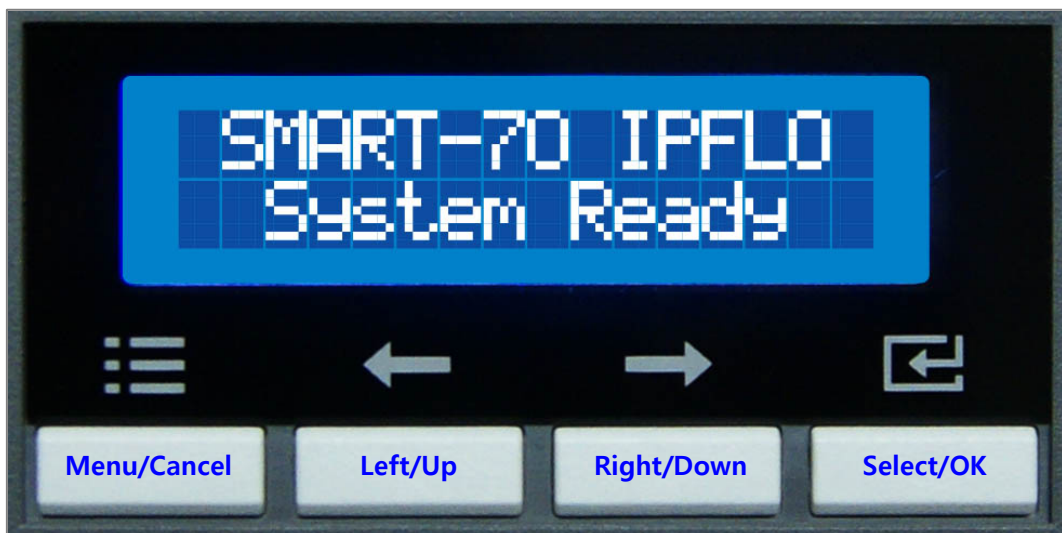 SMART-70 IPFLO
System Ready
Menu/Cancel
Left/Up
Right/Down
Select/OK